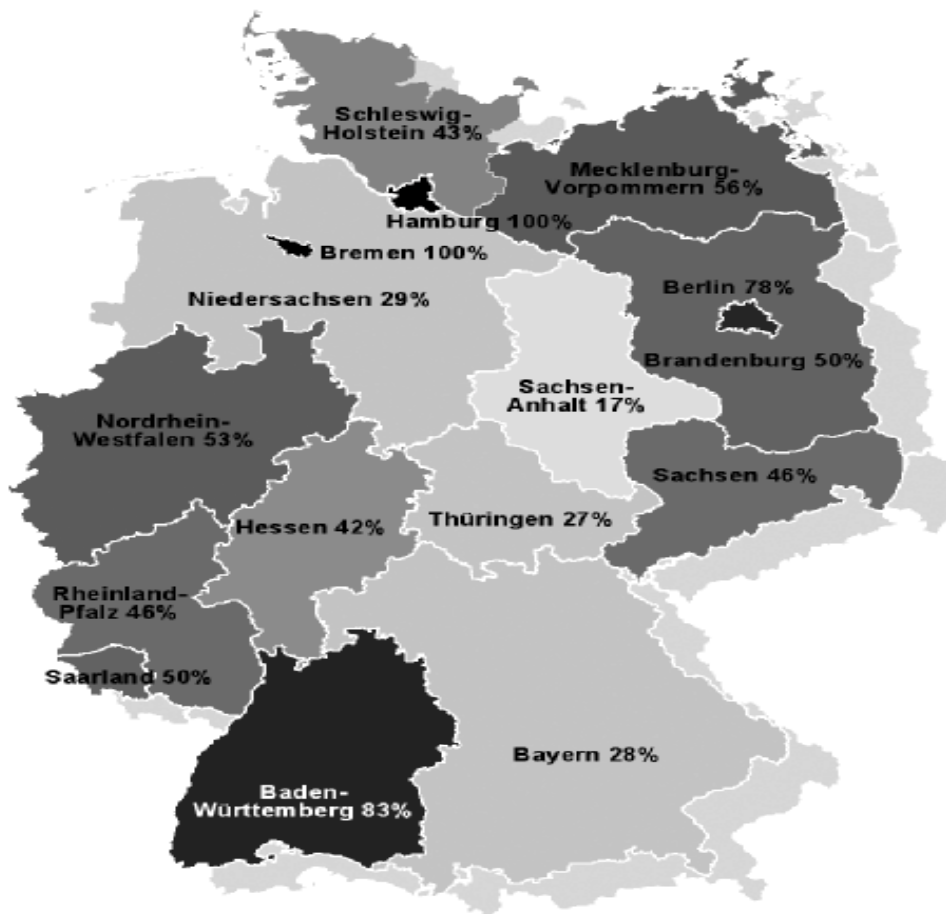 Schleswig-
Holstein 43%
Mecklenburg-
Vorpommern 56%
Hamburg 100%
Bremen 100%
Niedersachsen 29%
Berlin 78%
Brandenburg 50%
Sachsen-
Anhalt 17%
Nordrhein-
Westfalen 53%
Sachsen 46%
Hessen 42%
Thüringen 27%
Rheinland-
Pfalz 46%
Saarland 50%
Bayern 28%
Baden-
Württemberg 83%